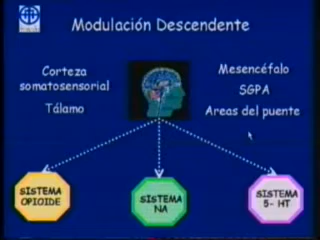 Modulación Descendente
Corteza
somatosensorial
Tálamo
Mesencéfalo
SGPA
Areas del puente
SISTEMA
OPIOIDE
SISTEMA
NA
SISTEMA
5- HT